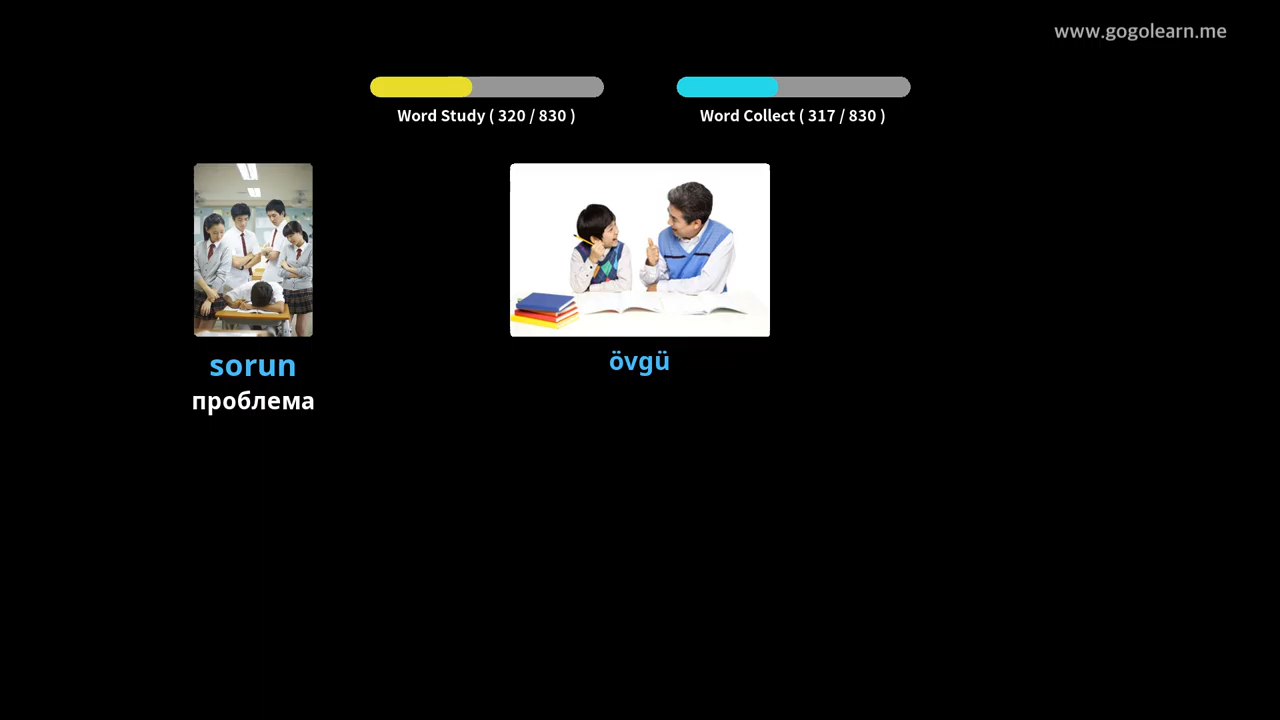 www.gogolearn.me
Word Study ( 320 / 830 )
Word Collect ( 317 / 830 )
sorun
проблема
övgü